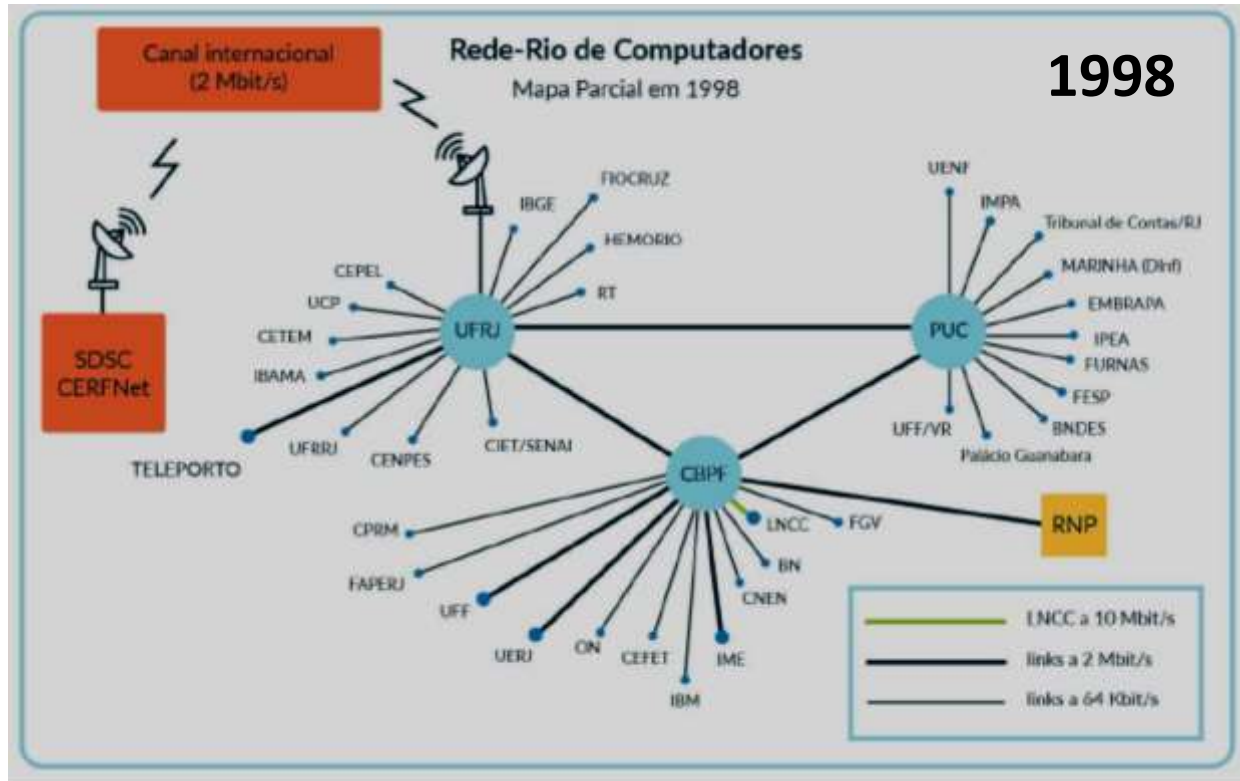 Canal internacional
(2 Mbit/s)
Rede-Rio de Computadores
Mapa Parcial em 1998
1998
SDSC
CERFNet
UFRJ
IBGE
FIOCRUZ
HEMORIO
RT
CEPEL
UCP
CETEM
IBAMA
TELEPORTO
UFRRJ
CENPES
CIET/SENAI
PUC
UENF
IMPA
Tribunal de Contas/RJ
MARINHA (DInf)
EMBRAPA
IPEA
FURNAS
FESP
BNDES
Palácio Guanabara
UFF/VR
CBPF
CPRM
FAPERJ
UFF
UERJ
ON
CEFET
IBM
IME
CNEN
BN
LNCC
FGV
RNP
LNCC a 10 Mbit/s
links a 2 Mbit/s
links a 64 Kbit/s